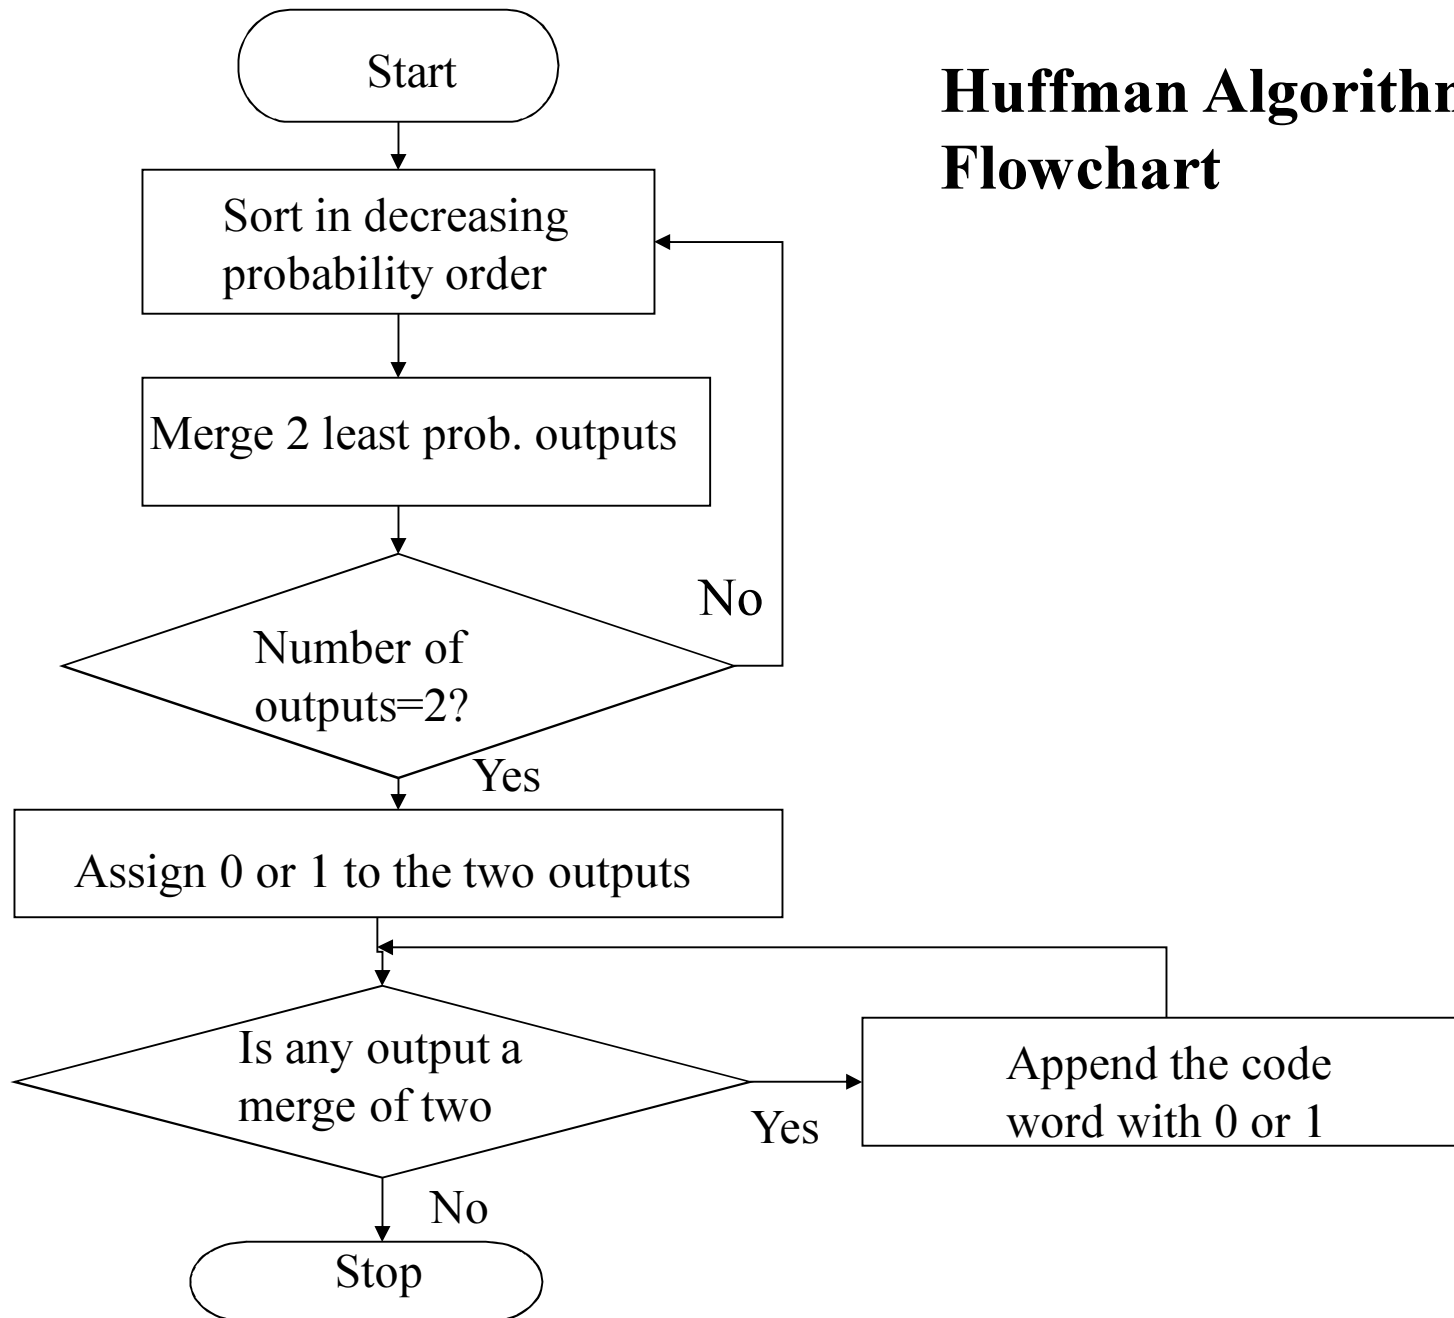 Start
Huffman Algorithm
Flowchart
Sort in decreasing
probability order
Merge 2 least prob. outputs
No
Number of
outputs=2?
Yes
Assign 0 or 1 to the two outputs
Is any output a
merge of two
Append the code
word with 0 or 1
Yes
No
Stop